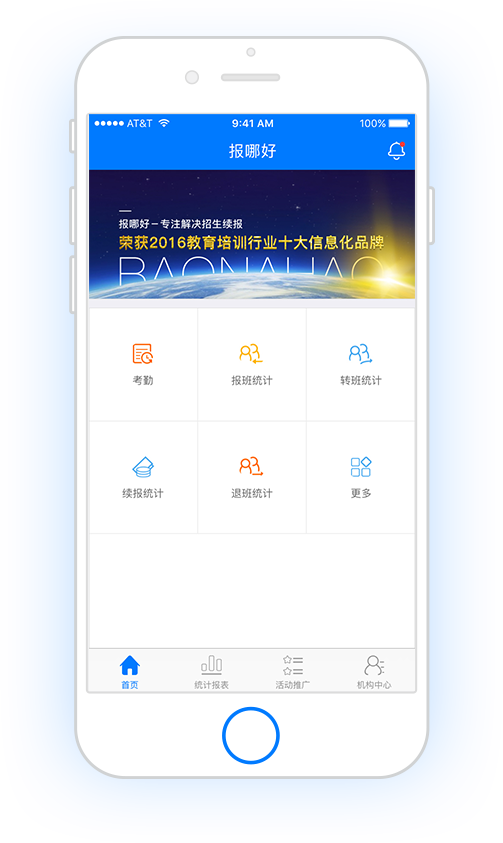 AT&T 9:41 AM 100%
报哪好
报哪好－专注解决招生续报
荣获2016教育培训行业十大信息化品牌
BAONAHAO
考勤 报班统计 转班统计
续报统计 退班统计 更多
首页 统计报表 活动推广 机构中心